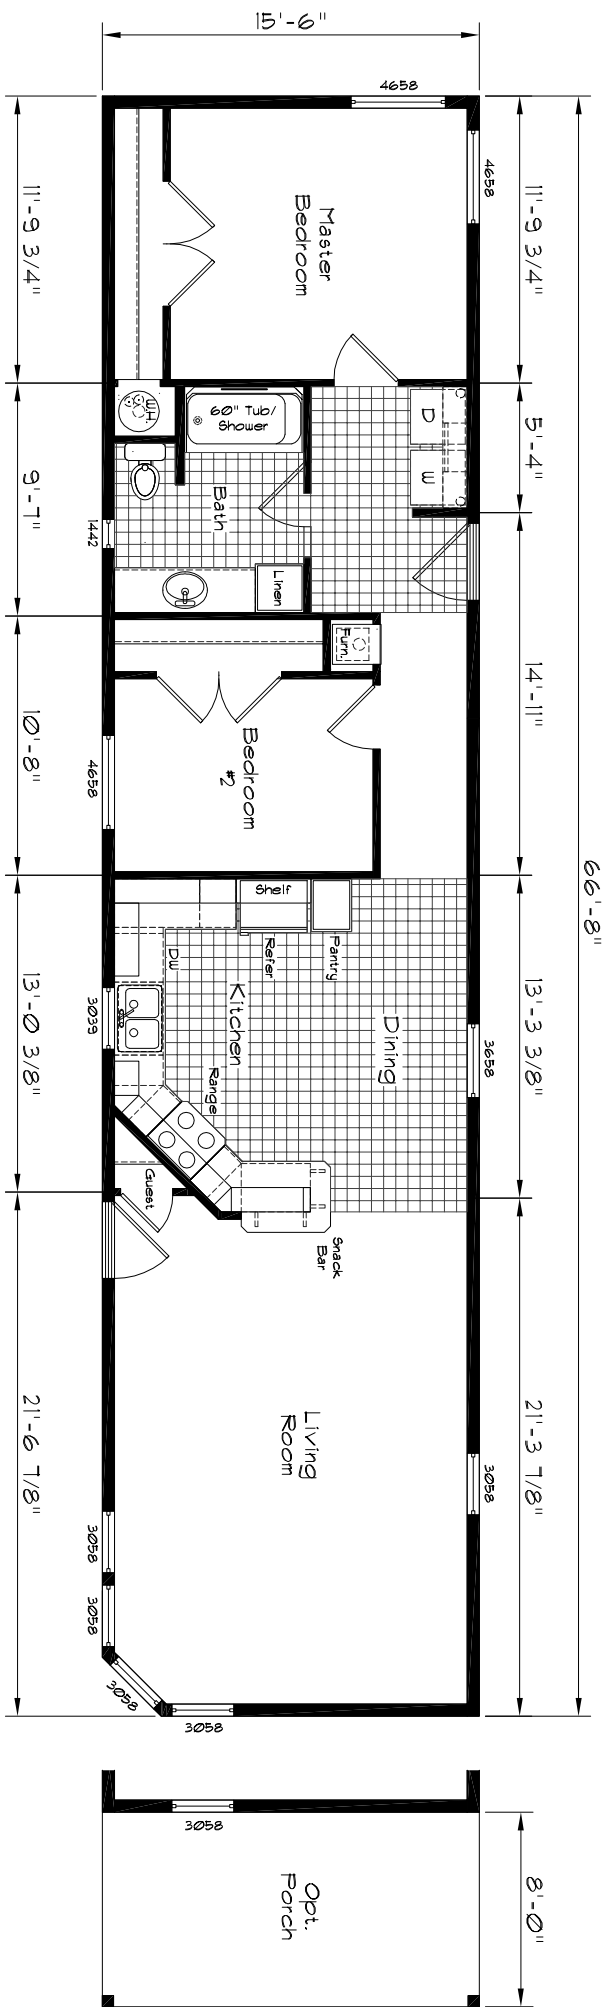 15'-6"
4658
4658
66'-8"
11'-9 3/4"
5'-4"
14'-11"
13'-3 3/8"
21'-3 7/8"
11'-9 3/4"
9'-7"
10'-8"
13'-0 3/8"
21'-6 7/8"
Master
Bedroom
D
W
W.H.
60" Tub/
Shower
Bath
Linen
1442
Furn.
Bedroom
#2
4658
Shelf
Pantry
Refer
DW
Kitchen
Dining
3039
3658
Range
Guest
Snack
Bar
Living
Room
3058
3058
3058
3058
3058
3058
Opt.
Porch
8'-0"